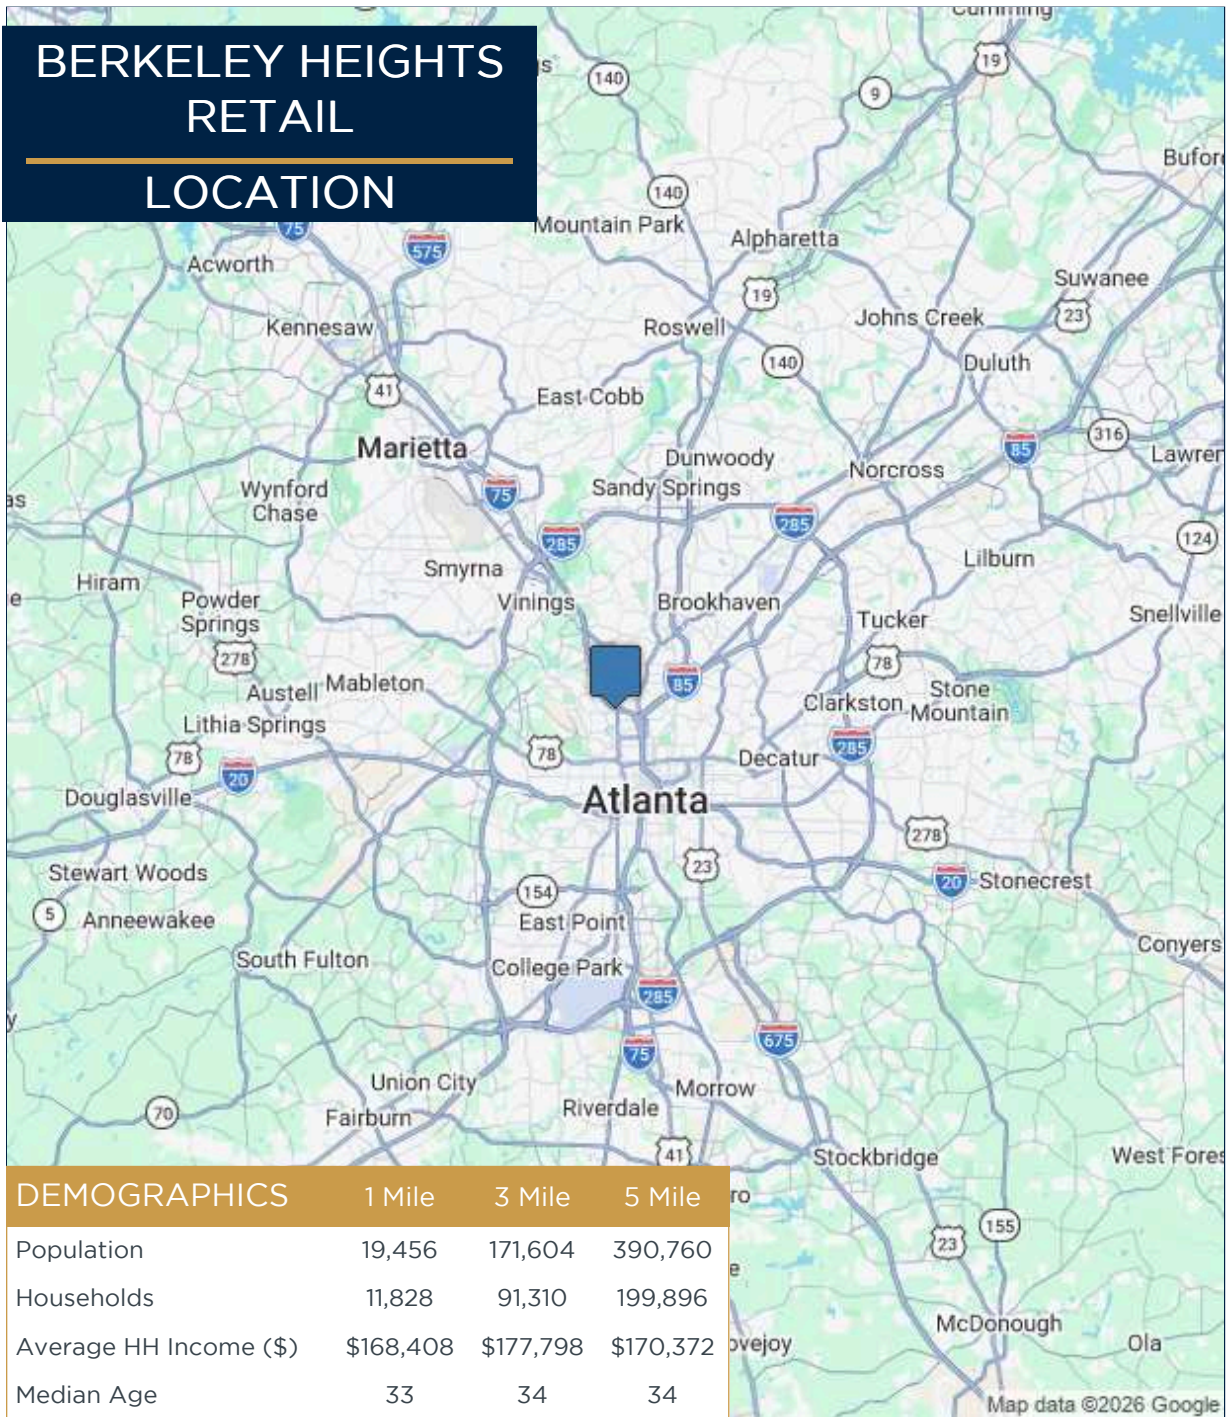 BERKELEY HEIGHTS
RETAIL
LOCATION
Cumming
19
140
9
Buford
140
Mountain Park
Alpharetta
75
575
Acworth
Suwanee
19
23
Kennesaw
Roswell
Johns Creek
140
Duluth
41
East Cobb
316
85
Marietta
Dunwoody
Lawren
Norcross
Wynford
Chase
75
Sandy Springs
as
285
285
124
Smyrna
Lilburn
Hiram
Powder
Springs
Vinings
Brookhaven
e
Tucker
Snellville
278
78
85
Austell
Mableton
Clarkston
Stone
Mountain
Lithia Springs
78
78
285
Decatur
20
Douglasville
Atlanta
278
23
Stewart Woods
20
Stonecrest
154
5
Anneewakee
East Point
Conyers
South Fulton
College Park
285
y
75
675
Union City
Morrow
70
Fairburn
Riverdale
41
Stockbridge
West Fores
ro
155
23
e
McDonough
ovejoy
Ola
DEMOGRAPHICS 1 Mile 3 Mile 5 Mile
Population 19,456 171,604 390,760
Households 11,828 91,310 199,896
Average HH Income ($) $168,408 $177,798 $170,372
Median Age 33 34 34
Map data ©2026 Google